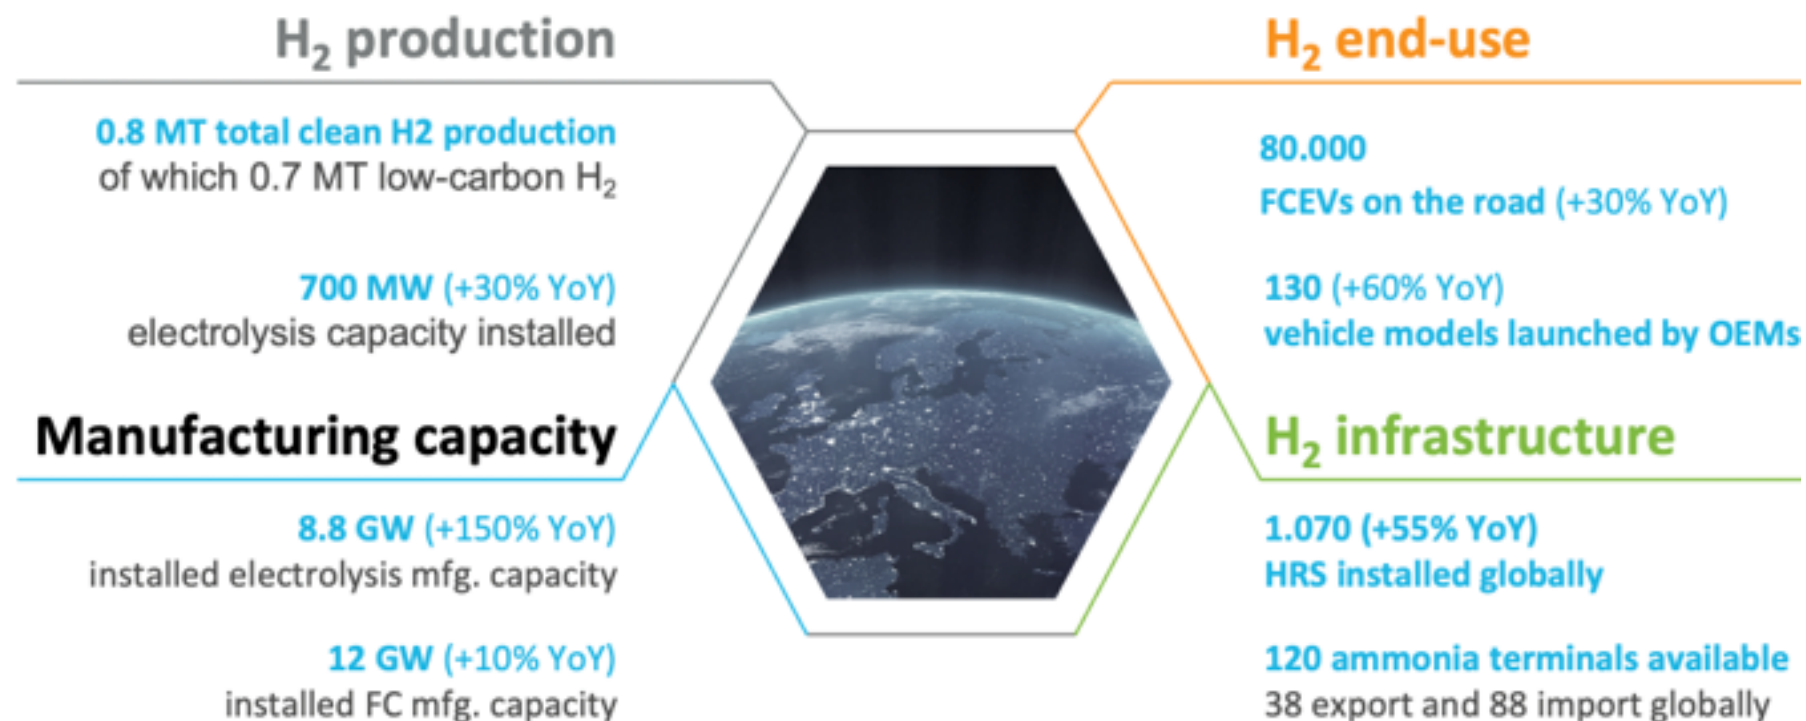 H₂ production
0.8 MT total clean H2 production
of which 0.7 MT low-carbon H₂
700 MW (+30% YoY)
electrolysis capacity installed
Manufacturing capacity
8.8 GW (+150% YoY)
installed electrolysis mfg. capacity
12 GW (+10% YoY)
installed FC mfg. capacity
H₂ end-use
80.000
FCEVs on the road (+30% YoY)
130 (+60% YoY)
vehicle models launched by OEMs
H₂ infrastructure
1.070 (+55% YoY)
HRS installed globally
120 ammonia terminals available
38 export and 88 import globally